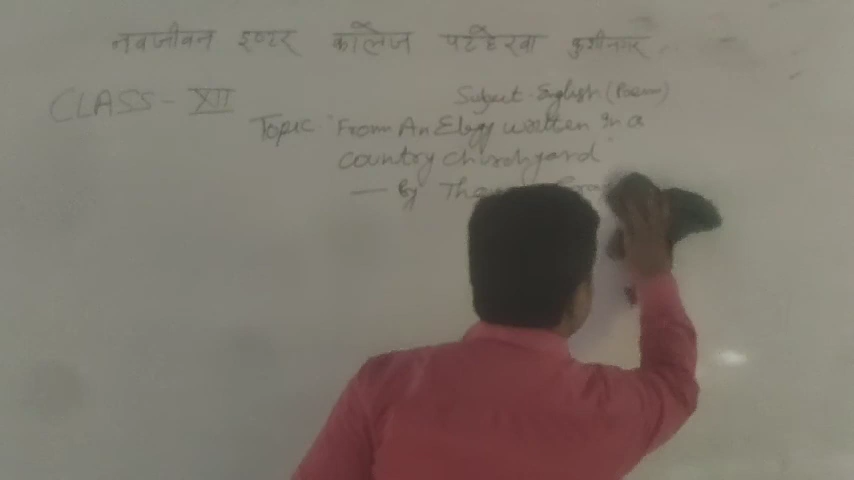 नवजीवन इण्टर कॉलेज पटहेरवा कुशीनगर
CLASS - XII
Subject - English (Poem)
Topic "From An Elegy written in a
country churchyard"
— By